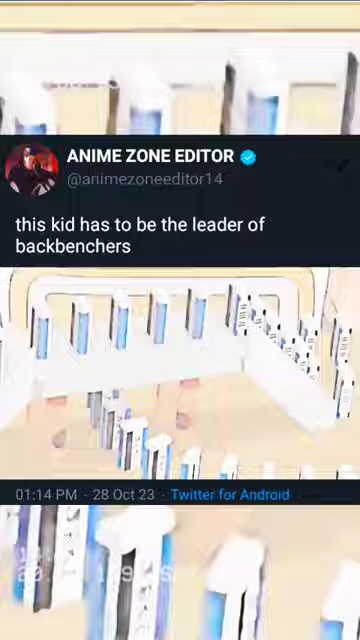 ANIME ZONE EDITOR
@animezoneeditor14
this kid has to be the leader of
backbenchers
01:14 PM · 28 Oct 23 · Twitter for Android